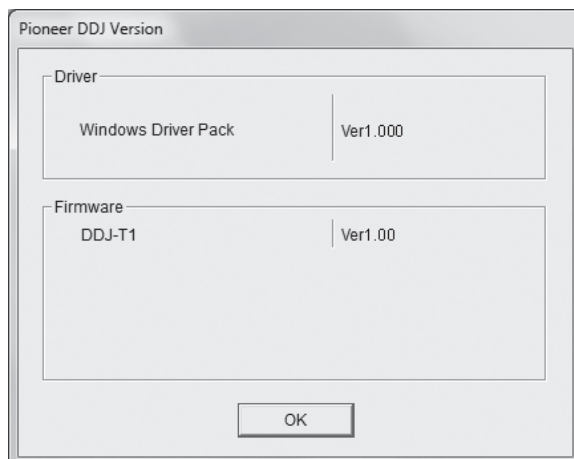 Pioneer DDJ Version
Driver
Windows Driver Pack Ver1.000
Firmware
DDJ-T1 Ver1.00
OK